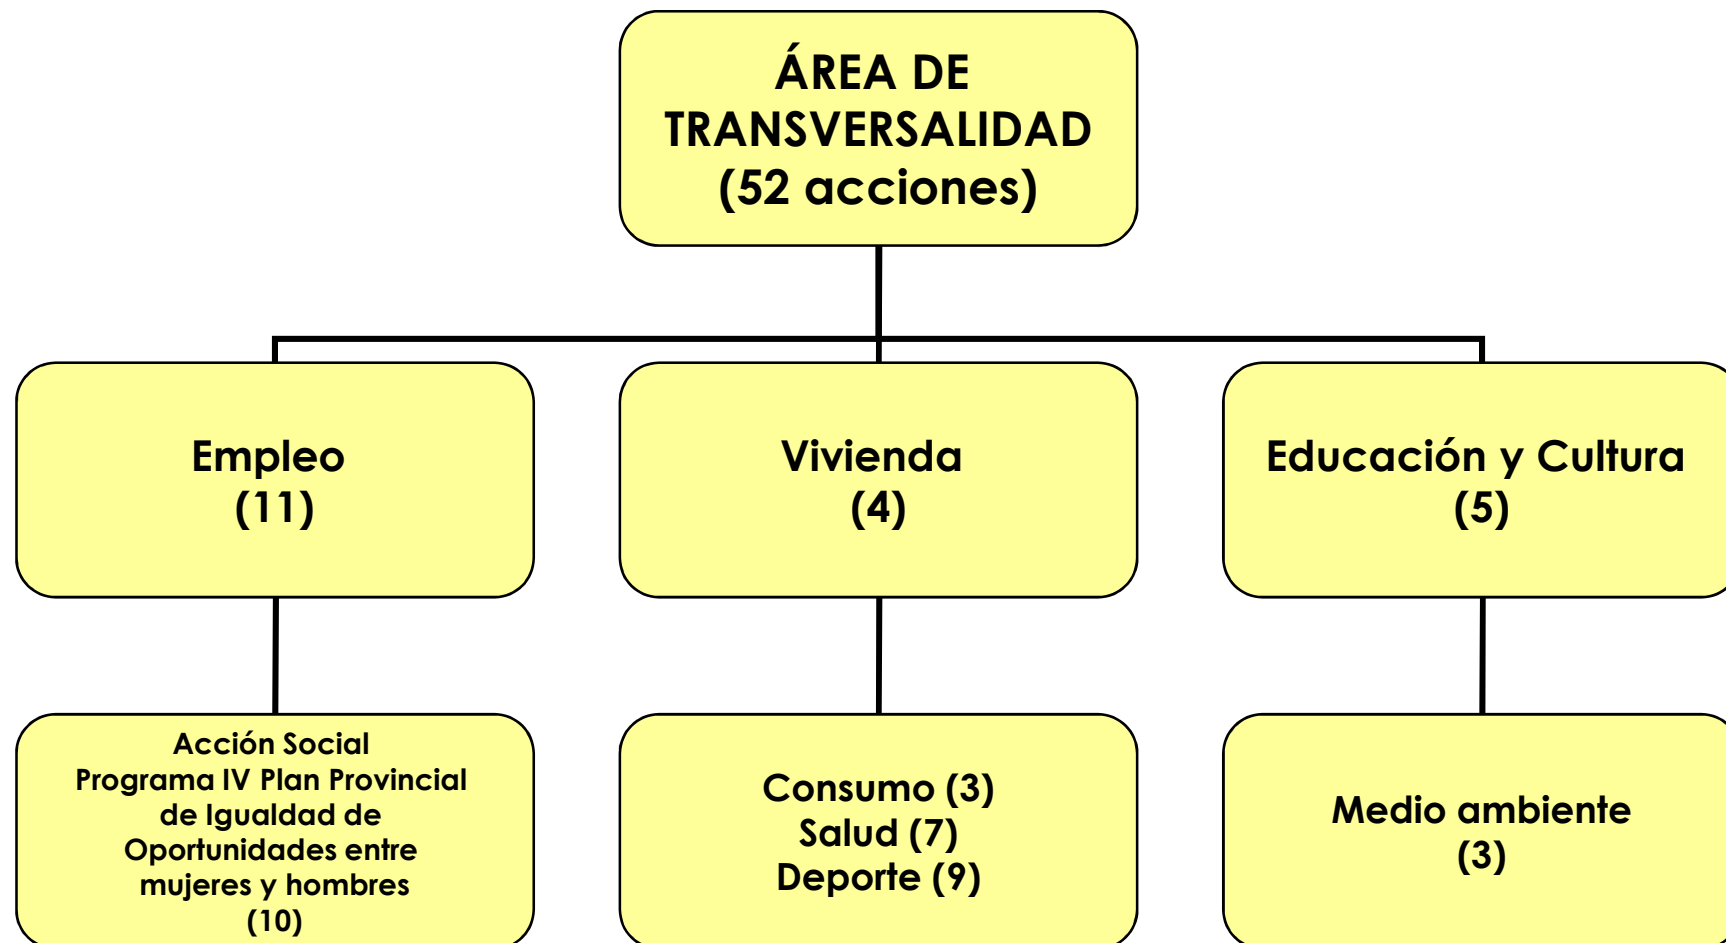 ÁREA DE
TRANSVERSALIDAD
(52 acciones)
Empleo
(11)
Vivienda
(4)
Educación y Cultura
(5)
Acción Social
Programa IV Plan Provincial
de Igualdad de
Oportunidades entre
mujeres y hombres
(10)
Consumo (3)
Salud (7)
Deporte (9)
Medio ambiente
(3)